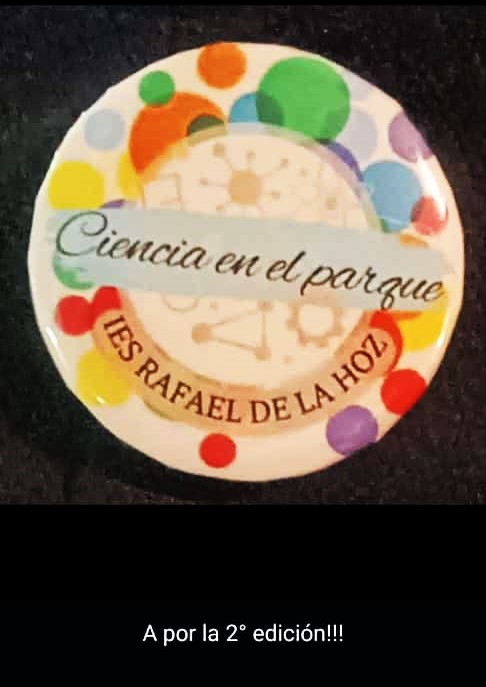 Ciencia en el parque
IES RAFAEL DE LA HOZ
A por la 2° edición!!!